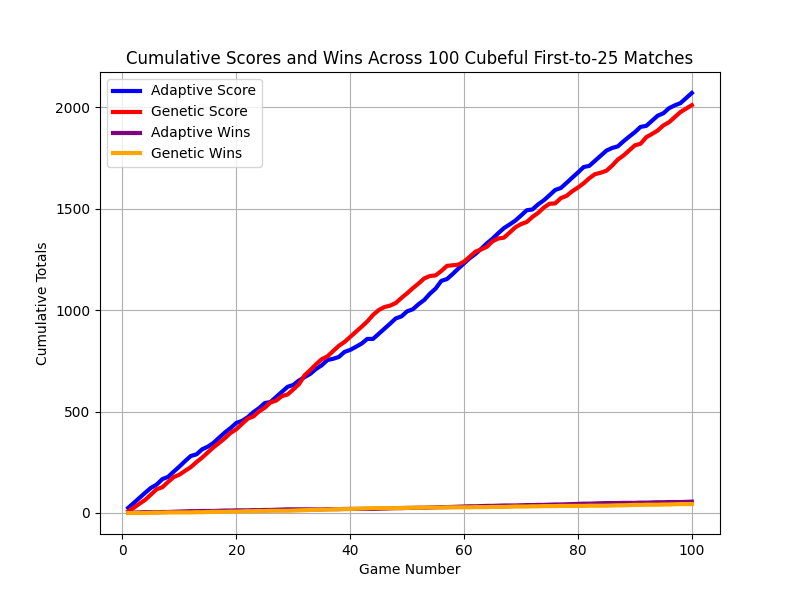 Cumulative Scores and Wins Across 100 Cubeful First-to-25 Matches
Adaptive Score
Genetic Score
Adaptive Wins
Genetic Wins
Cumulative Totals
2000
1500
1000
500
0
0 20 40 60 80 100
Game Number